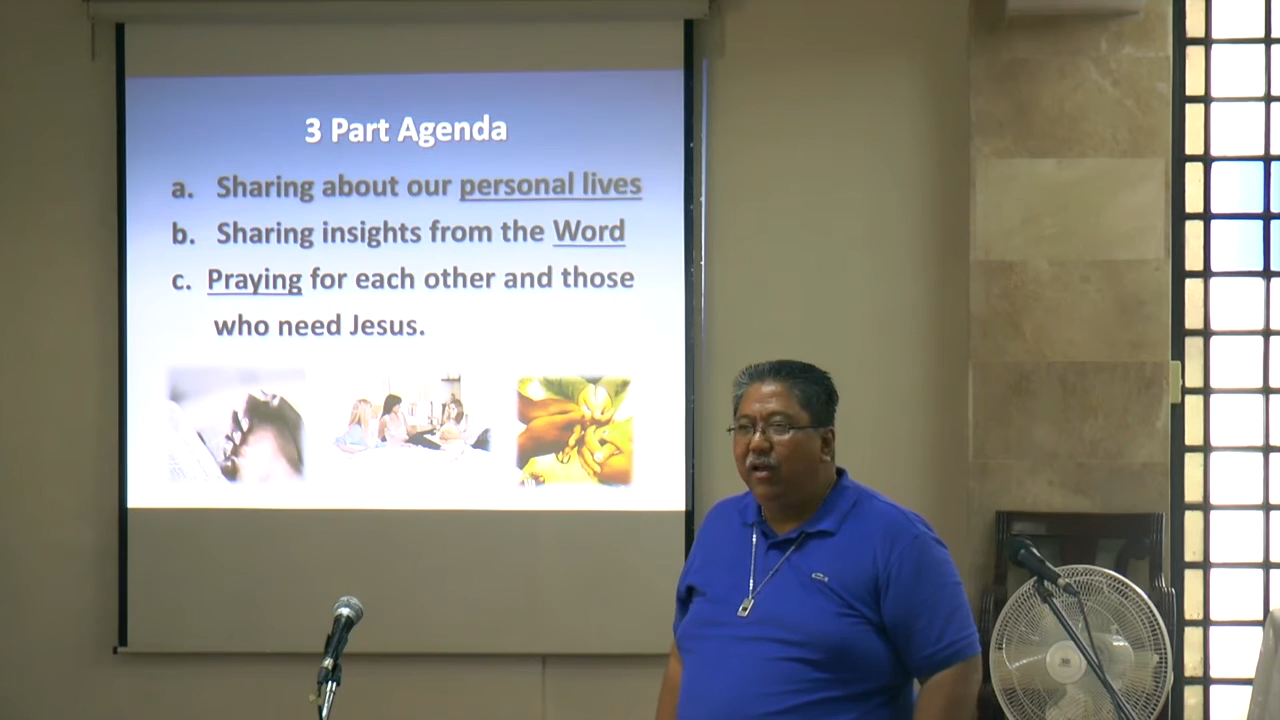 3 Part Agenda
a. Sharing about our personal lives
b. Sharing insights from the Word
c. Praying for each other and those
who need Jesus.